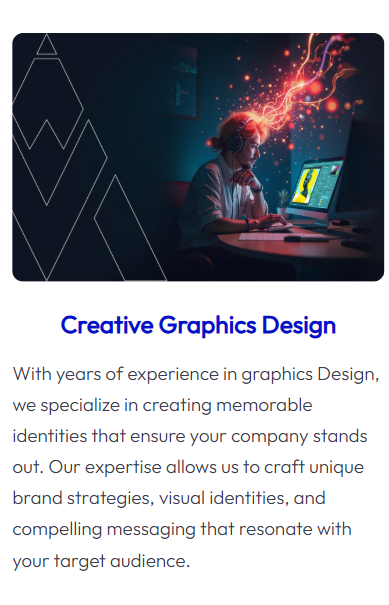 Creative Graphics Design
With years of experience in graphics Design,
we specialize in creating memorable
identities that ensure your company stands
out. Our expertise allows us to craft unique
brand strategies, visual identities, and
compelling messaging that resonate with
your target audience.